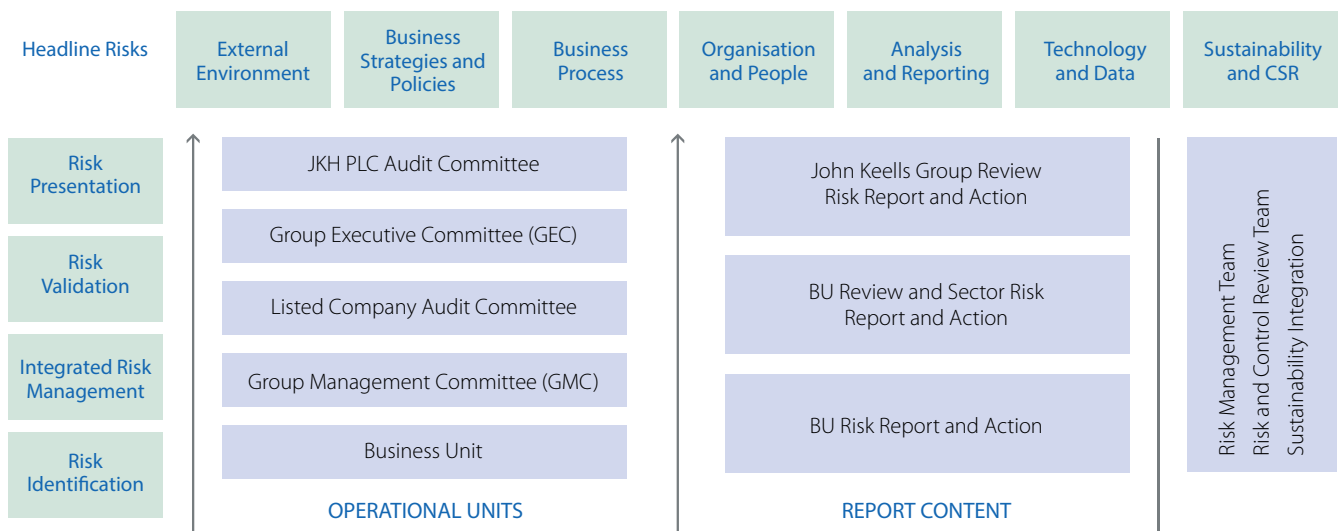 Headline Risks
External
Environment
Business
Strategies and
Policies
Business
Process
Organisation
and People
Analysis
and Reporting
Technology
and Data
Sustainability
and CSR
Risk
Presentation
Risk
Validation
Integrated Risk
Management
Risk
Identification
JKH PLC Audit Committee
Group Executive Committee (GEC)
Listed Company Audit Committee
Group Management Committee (GMC)
Business Unit
OPERATIONAL UNITS
John Keells Group Review
Risk Report and Action
BU Review and Sector Risk
Report and Action
BU Risk Report and Action
REPORT CONTENT
Risk Management Team
Risk and Control Review Team
Sustainability Integration